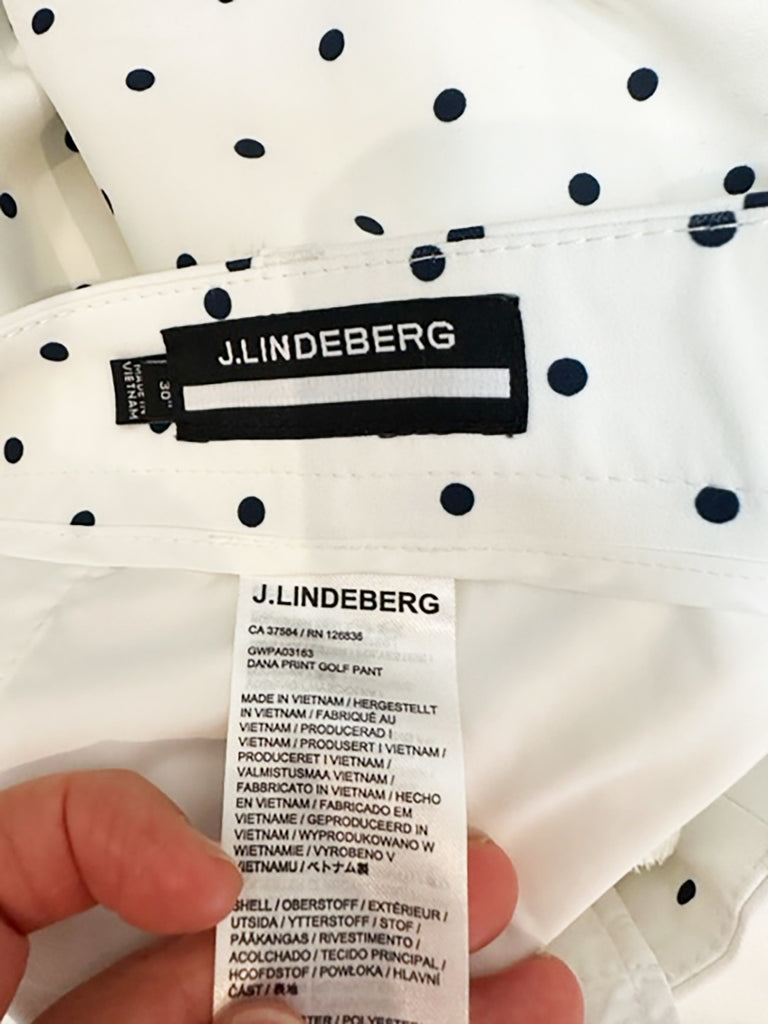 J.LINDEBERG
30"
MADE IN
VIETNAM
J.LINDEBERG
CA 37564 / RN 126836
GWPA03163
DANA PRINT GOLF PANT
MADE IN VIETNAM / HERGESTELLT
IN VIETNAM / FABRIQUÉ AU
VIETNAM / PRODUCERAD I
VIETNAM / PRODUSERT I VIETNAM /
PRODUCERET I VIETNAM /
VALMISTUSMAA VIETNAM /
FABBRICATO IN VIETNAM / HECHO
EN VIETNAM / FABRICADO EM
VIETNAME / GEPRODUCEERD IN
VIETNAM / WYPRODUKOWANO W
WIETNAMIE / VYROBENO V
VIETNAMU / ベトナム製
SHELL / OBERSTOFF / EXTÉRIEUR /
UTSIDA / YTTERSTOFF / STOF /
PÄÄKANGAS / RIVESTIMENTO /
ACOLCHADO / TECIDO PRINCIPAL /
HOOFDSTOF / POWŁOKA / HLAVNÍ
ČÁST / 表地